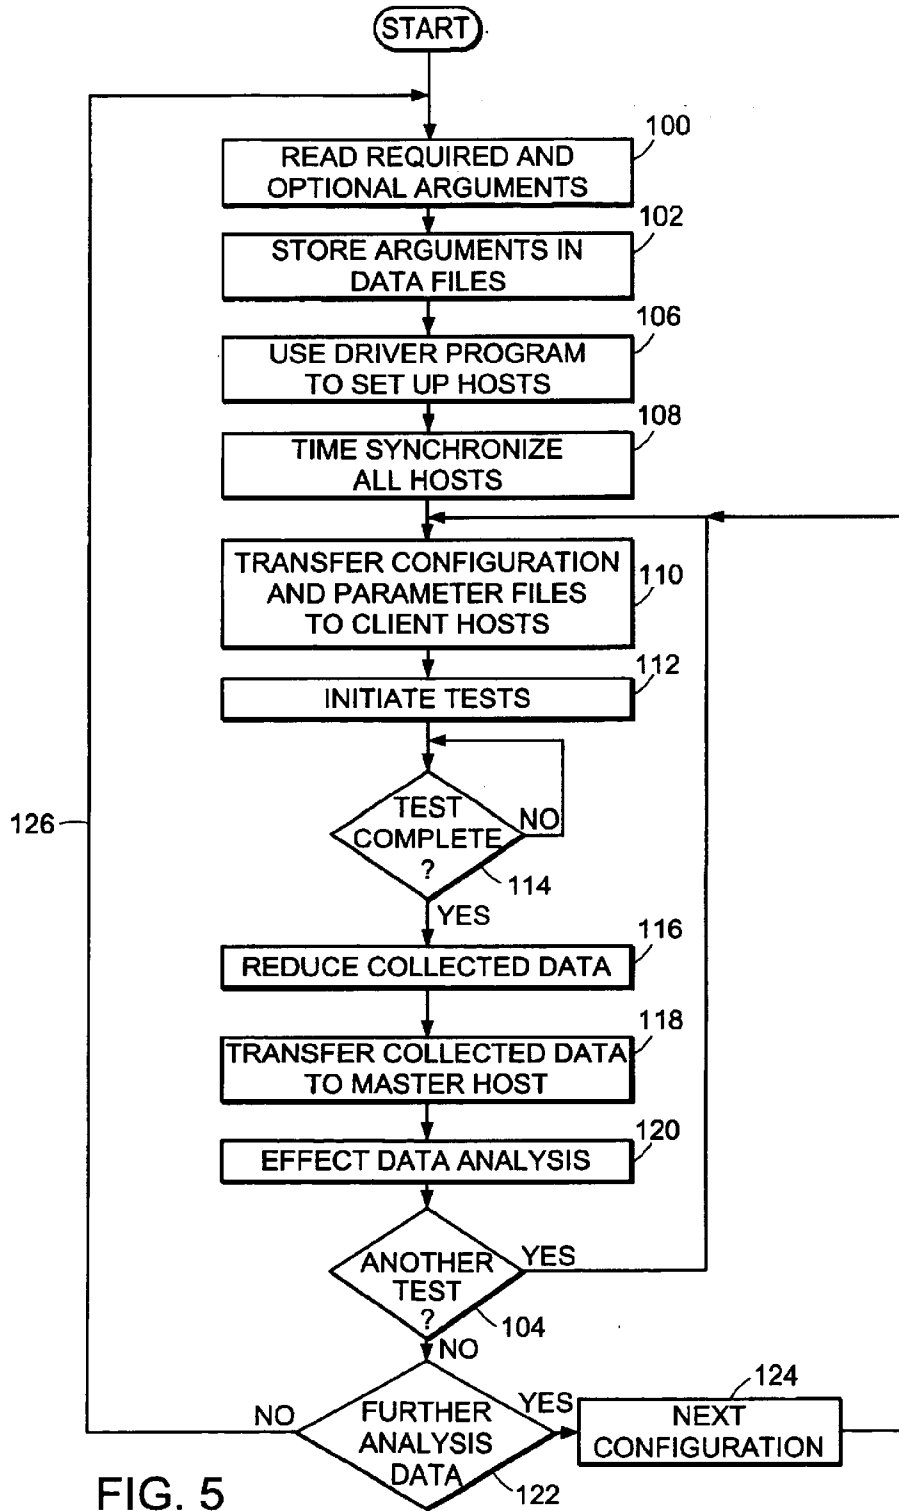 START
100
READ REQUIRED AND
OPTIONAL ARGUMENTS
102
STORE ARGUMENTS IN
DATA FILES
106
USE DRIVER PROGRAM
TO SET UP HOSTS
108
TIME SYNCHRONIZE
ALL HOSTS
TRANSFER CONFIGURATION
AND PARAMETER FILES
TO CLIENT HOSTS
110
112
INITIATE TESTS
TEST
COMPLETE
?
NO
126
114
YES
116
REDUCE COLLECTED DATA
118
TRANSFER COLLECTED DATA
TO MASTER HOST
120
EFFECT DATA ANALYSIS
ANOTHER
TEST
?
YES
104
NO
124
NO
FURTHER
ANALYSIS
DATA
YES
NEXT
CONFIGURATION
122
FIG. 5